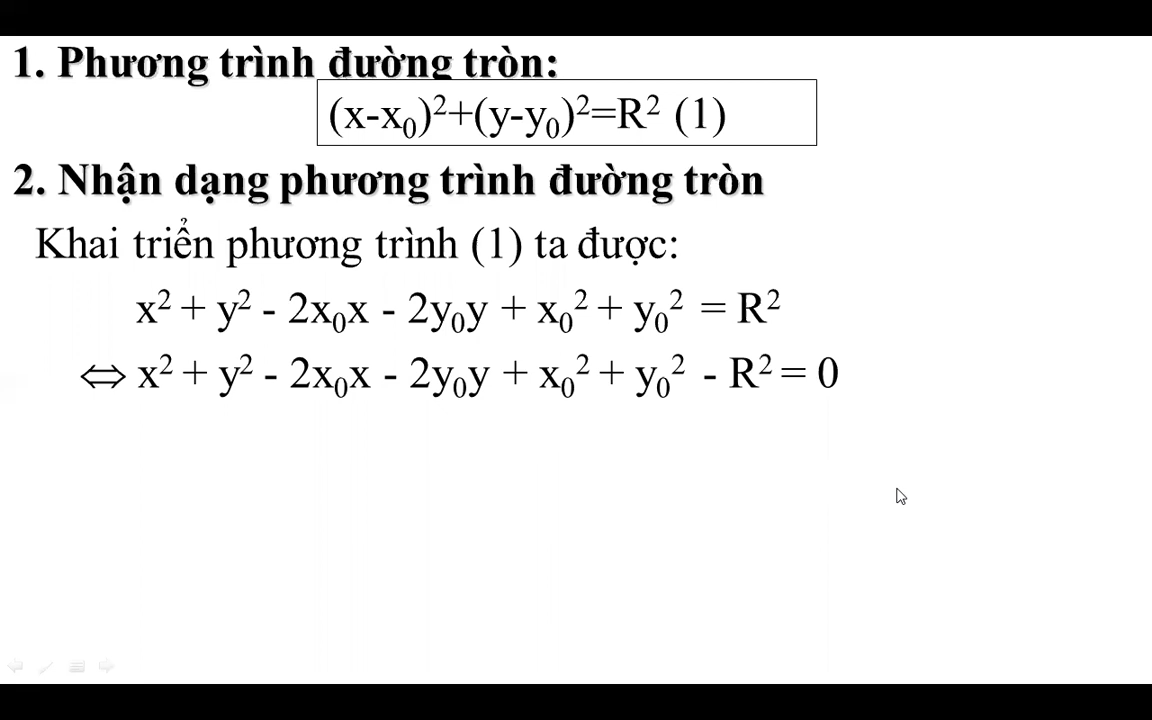 1. Phương trình đường tròn:
(x-x₀)²+(y-y₀)²=R² (1)
2. Nhận dạng phương trình đường tròn
Khai triển phương trình (1) ta được:
x² + y² - 2x₀x - 2y₀y + x₀² + y₀² = R²
⇔ x² + y² - 2x₀x - 2y₀y + x₀² + y₀² - R² = 0